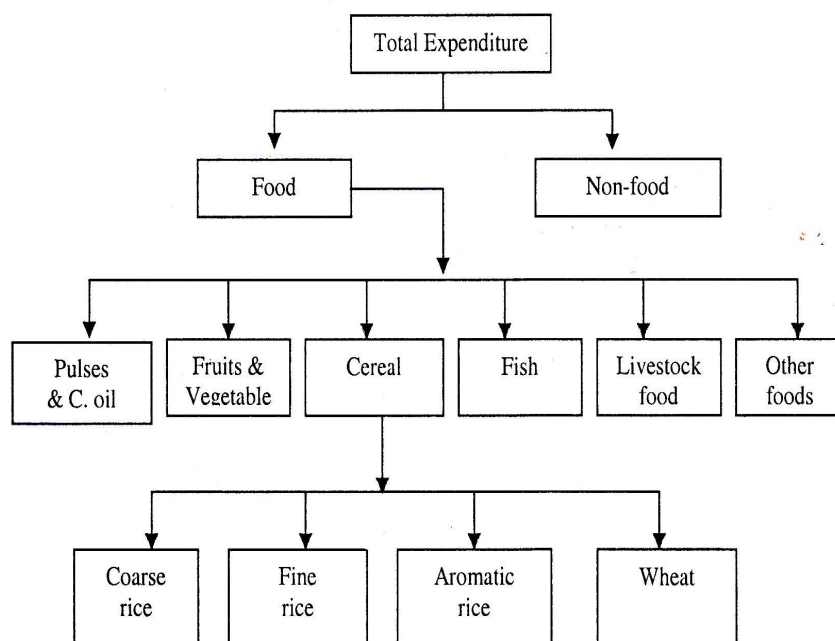 Total Expenditure
Food
Non-food
Pulses
& C. oil
Fruits &
Vegetable
Cereal
Fish
Livestock
food
Other
foods
Coarse
rice
Fine
rice
Aromatic
rice
Wheat